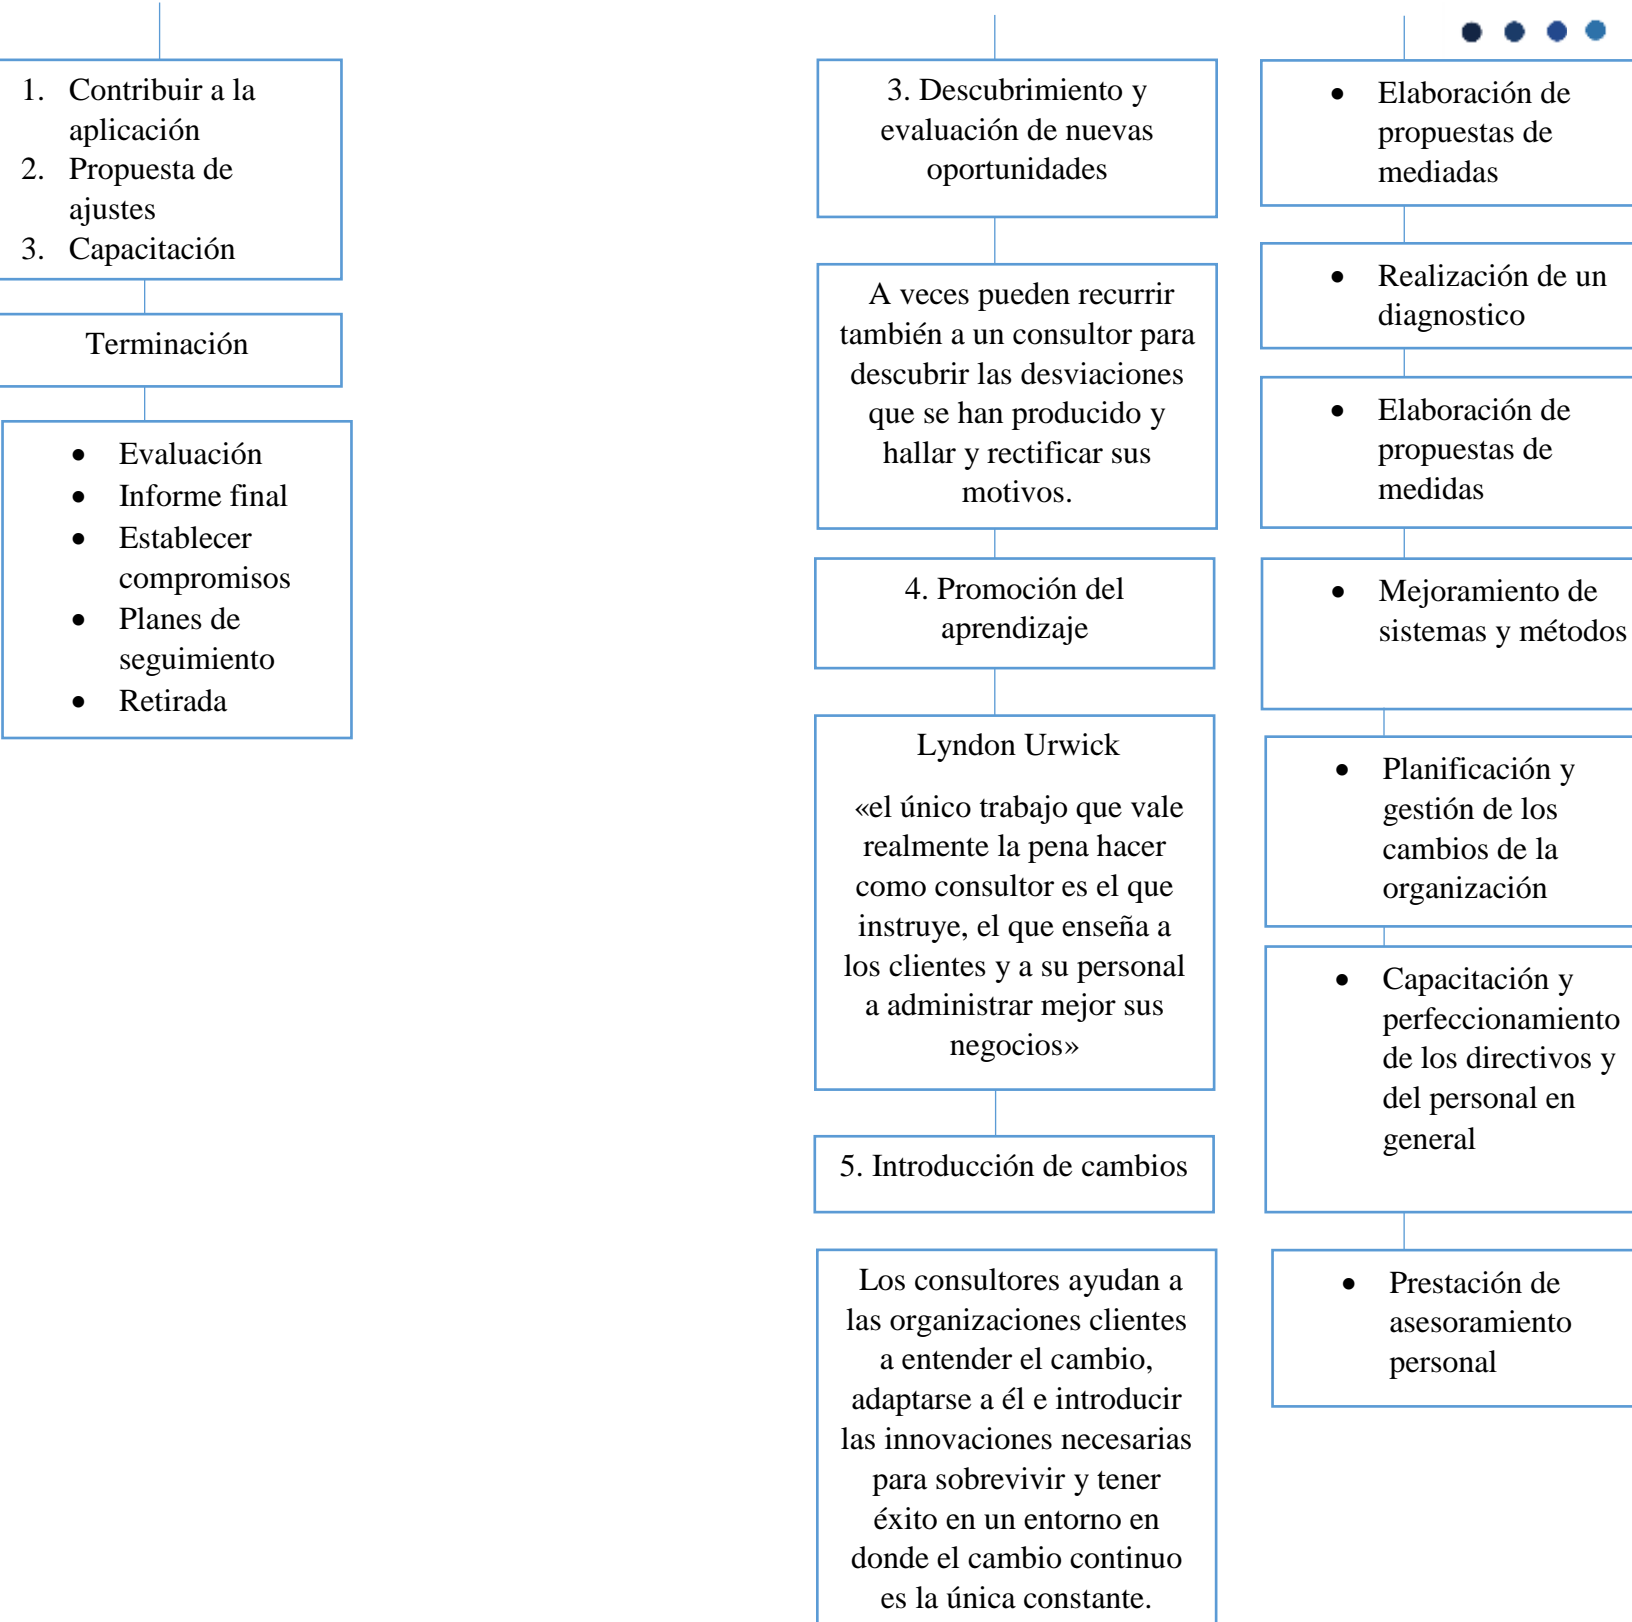 1. Contribuir a la
aplicación
2. Propuesta de
ajustes
3. Capacitación
Terminación
• Evaluación
• Informe final
• Establecer
compromisos
• Planes de
seguimiento
• Retirada
3. Descubrimiento y
evaluación de nuevas
oportunidades
A veces pueden recurrir
también a un consultor para
descubrir las desviaciones
que se han producido y
hallar y rectificar sus
motivos.
4. Promoción del
aprendizaje
Lyndon Urwick
«el único trabajo que vale
realmente la pena hacer
como consultor es el que
instruye, el que enseña a
los clientes y a su personal
a administrar mejor sus
negocios»
5. Introducción de cambios
Los consultores ayudan a
las organizaciones clientes
a entender el cambio,
adaptarse a él e introducir
las innovaciones necesarias
para sobrevivir y tener
éxito en un entorno en
donde el cambio continuo
es la única constante.
• Elaboración de
propuestas de
mediadas
• Realización de un
diagnostico
• Elaboración de
propuestas de
medidas
• Mejoramiento de
sistemas y métodos
• Planificación y
gestión de los
cambios de la
organización
• Capacitación y
perfeccionamiento
de los directivos y
del personal en
general
• Prestación de
asesoramiento
personal